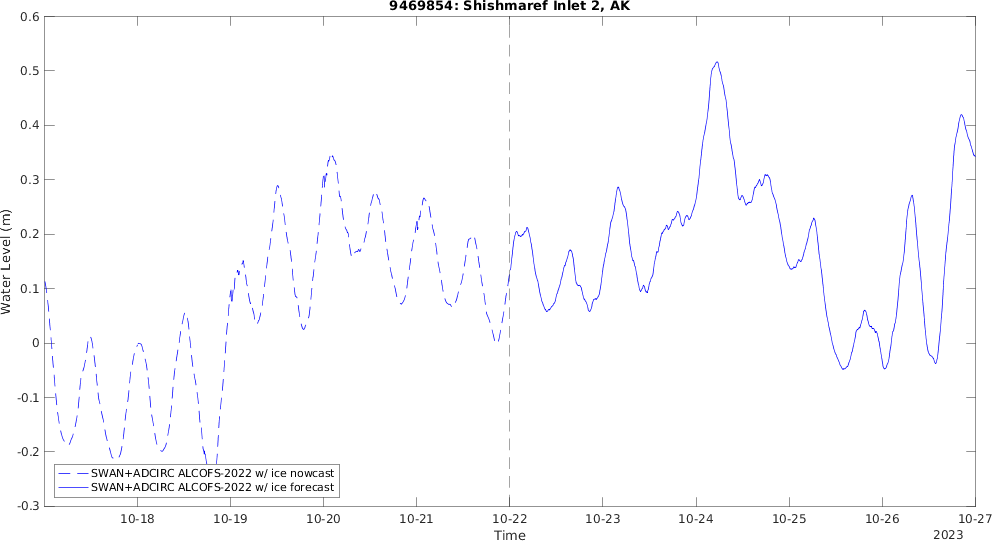 9469854: Shishmaref Inlet 2, AK
0.6
0.5
0.4
0.3
0.2
0.1
0
-0.1
-0.2
-0.3
Water Level (m)
SWAN+ADCIRC ALCOFS-2022 w/ ice nowcast
SWAN+ADCIRC ALCOFS-2022 w/ ice forecast
10-18 10-19 10-20 10-21 10-22 10-23 10-24 10-25 10-26 10-27
Time
2023